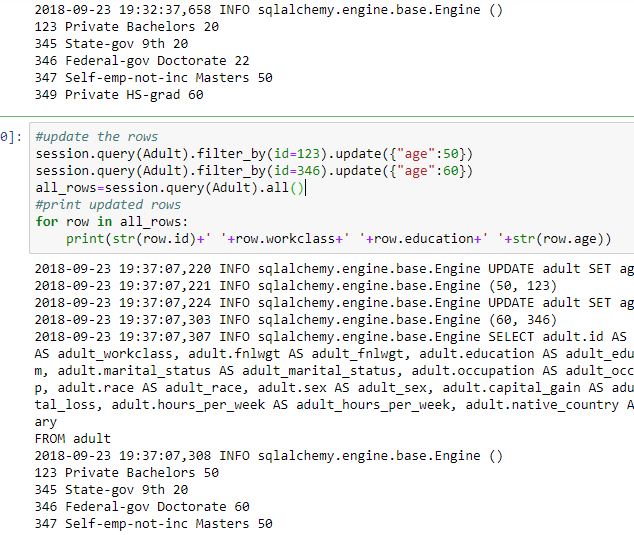 2018-09-23 19:32:37,658 INFO sqlalchemy.engine.base.Engine ()
123 Private Bachelors 20
345 State-gov 9th 20
346 Federal-gov Doctorate 22
347 Self-emp-not-inc Masters 50
349 Private HS-grad 60
0]: #update the rows
session.query(Adult).filter_by(id=123).update({"age":50})
session.query(Adult).filter_by(id=346).update({"age":60})
all_rows=session.query(Adult).all()
#print updated rows
for row in all_rows:
    print(str(row.id)+' '+row.workclass+' '+row.education+' '+str(row.age))
2018-09-23 19:37:07,220 INFO sqlalchemy.engine.base.Engine UPDATE adult SET ag
2018-09-23 19:37:07,221 INFO sqlalchemy.engine.base.Engine (50, 123)
2018-09-23 19:37:07,224 INFO sqlalchemy.engine.base.Engine UPDATE adult SET ag
2018-09-23 19:37:07,303 INFO sqlalchemy.engine.base.Engine (60, 346)
2018-09-23 19:37:07,307 INFO sqlalchemy.engine.base.Engine SELECT adult.id AS
AS adult_workclass, adult.fnlwgt AS adult_fnlwgt, adult.education AS adult_edu
m, adult.marital_status AS adult_marital_status, adult.occupation AS adult_occ
p, adult.race AS adult_race, adult.sex AS adult_sex, adult.capital_gain AS adu
tal_loss, adult.hours_per_week AS adult_hours_per_week, adult.native_country A
ary
FROM adult
2018-09-23 19:37:07,308 INFO sqlalchemy.engine.base.Engine ()
123 Private Bachelors 50
345 State-gov 9th 20
346 Federal-gov Doctorate 60
347 Self-emp-not-inc Masters 50